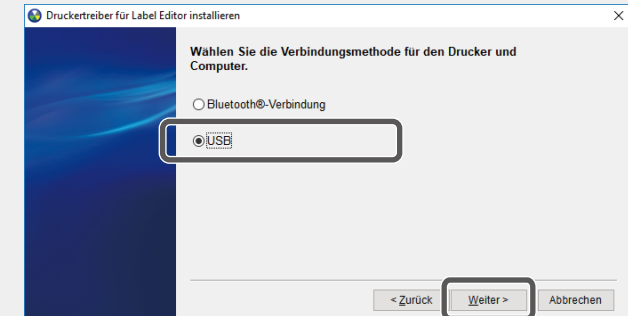 Druckertreiber für Label Editor installieren
Wählen Sie die Verbindungsmethode für den Drucker und
Computer.
Bluetooth®-Verbindung
USB
< Zurück
Weiter >
Abbrechen